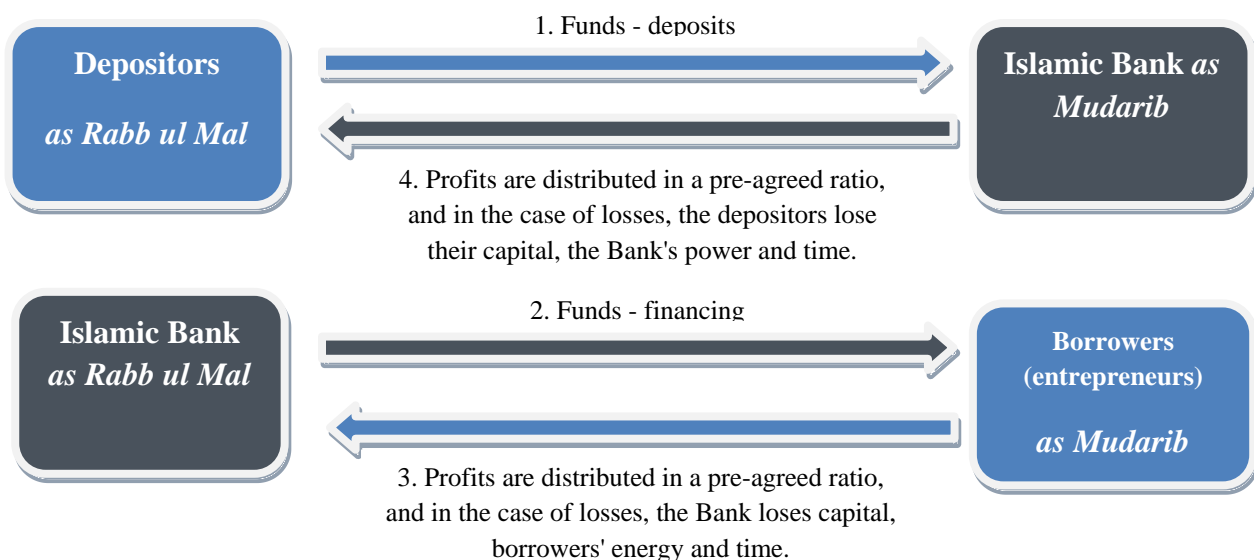 1. Funds - deposits
Depositors
as Rabb ul Mal
Islamic Bank as
Mudarib
4. Profits are distributed in a pre-agreed ratio,
and in the case of losses, the depositors lose
their capital, the Bank's power and time.
2. Funds - financing
Islamic Bank
as Rabb ul Mal
Borrowers
(entrepreneurs)
as Mudarib
3. Profits are distributed in a pre-agreed ratio,
and in the case of losses, the Bank loses capital,
borrowers' energy and time.